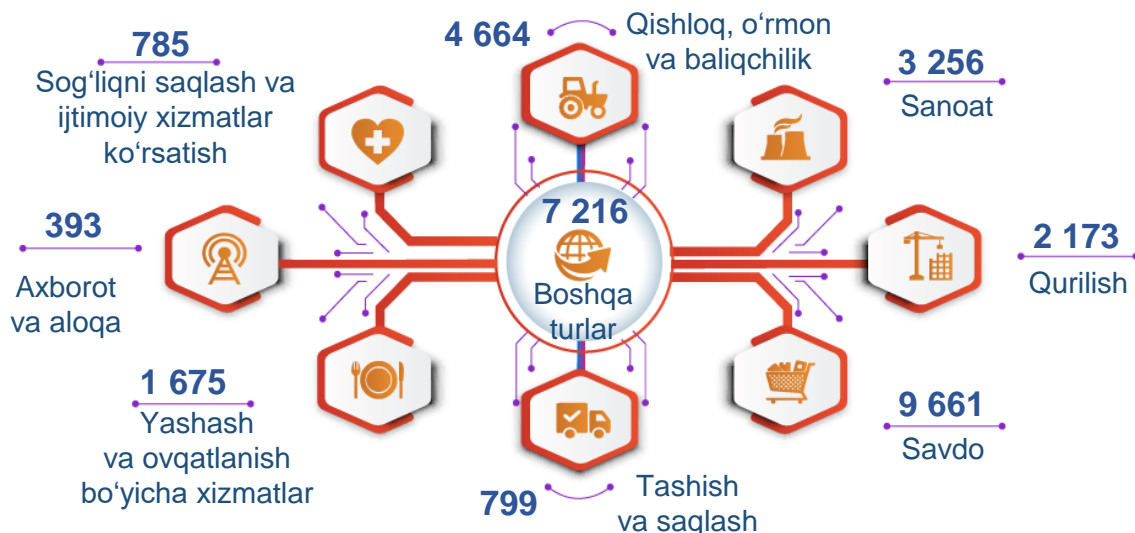 785
Sog‘liqni saqlash va
ijtimoiy xizmatlar
ko‘rsatish
4 664
Qishloq, o‘rmon
va baliqchilik
3 256
Sanoat
393
Axborot
va aloqa
7 216
Boshqa
turlar
2 173
Qurilish
1 675
Yashash
va ovqatlanish
bo‘yicha xizmatlar
799
Tashish
va saqlash
9 661
Savdo